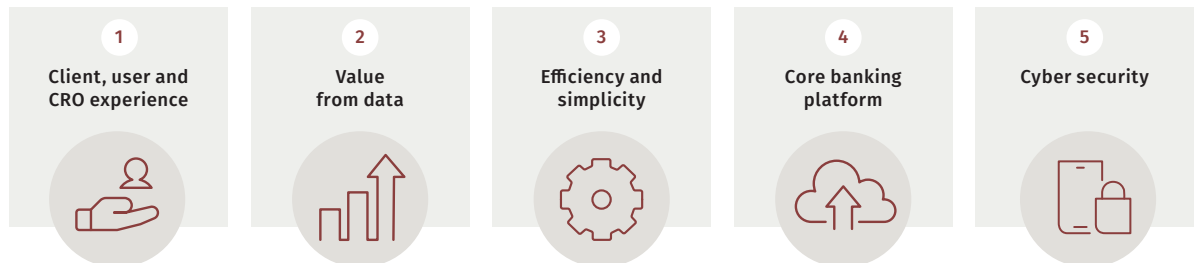 1
Client, user and
CRO experience
2
Value
from data
3
Efficiency and
simplicity
4
Core banking
platform
5
Cyber security